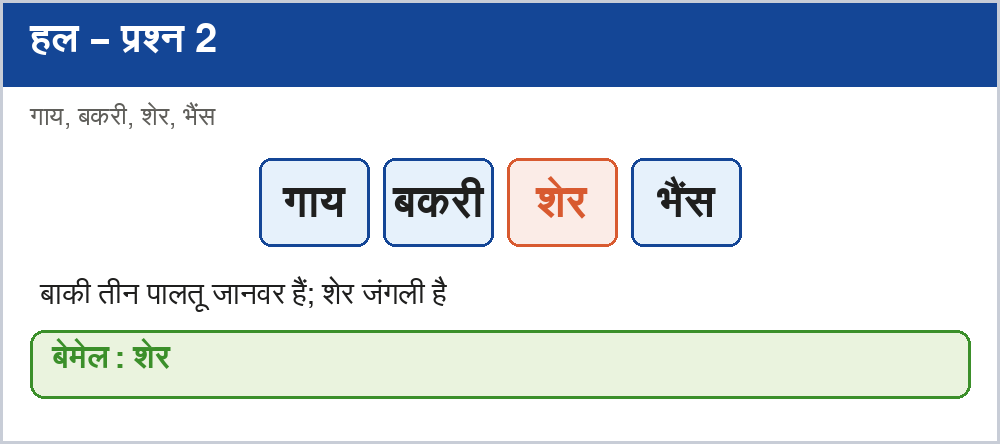 हल – प्रश्न 2
गाय, बकरी, शेर, भैंस
गाय बकरी शेर भैंस
बाकी तीन पालतू जानवर हैं; शेर जंगली है
बेमेल : शेर